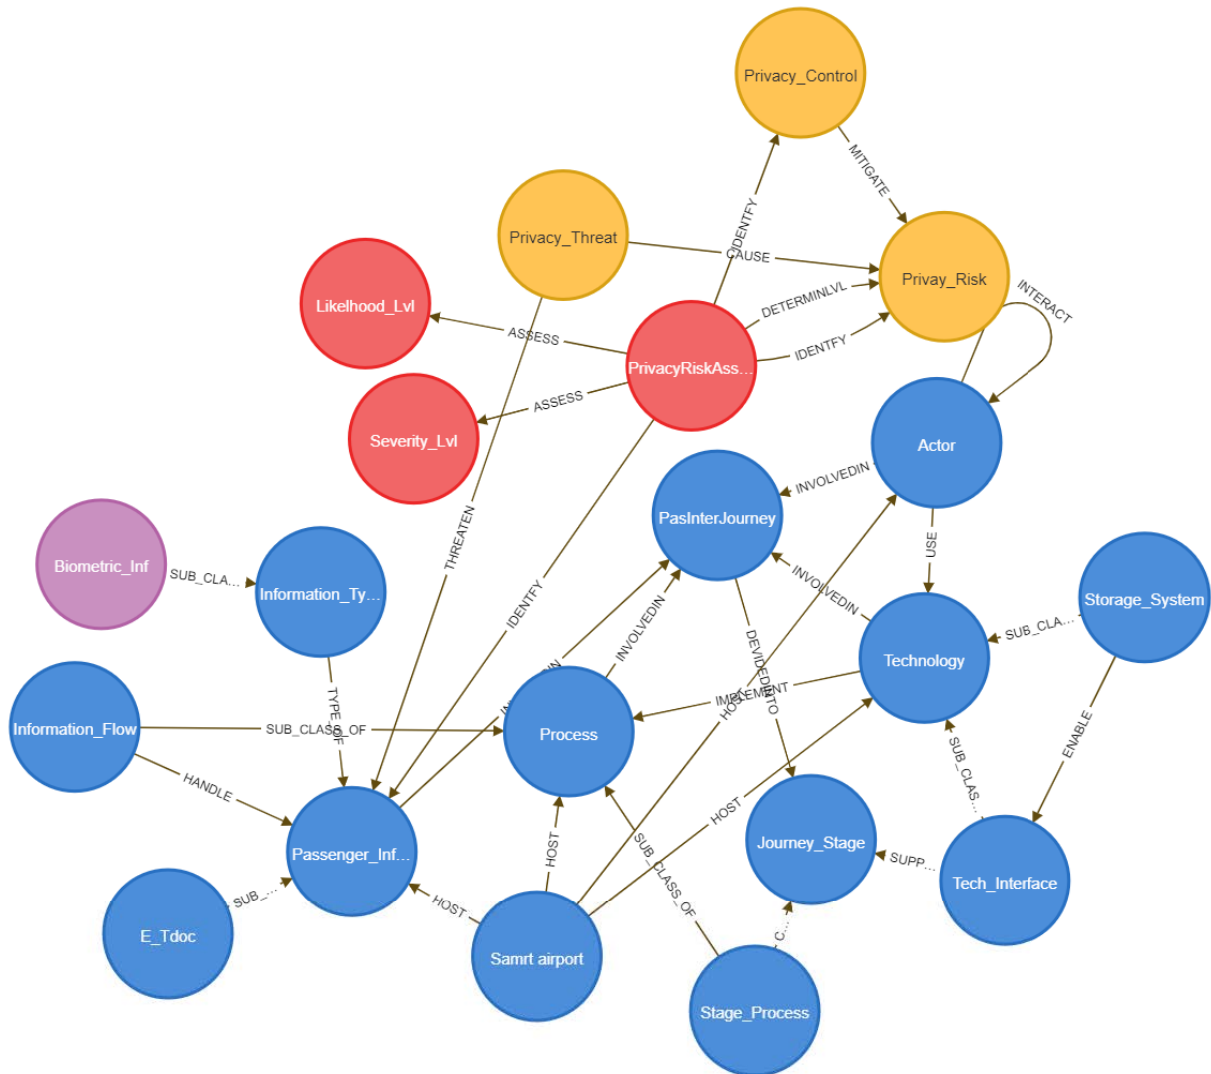 Privacy_Control
MITIGATE
IDENTFY
Privacy_Threat
CAUSE
Privay_Risk
INTERACT
DETERMINLVL
IDENTFY
Likelhood_Lvl
ASSESS
PrivacyRiskAss...
ASSESS
Severity_Lvl
Actor
INVOLVEDIN
PasInterJourney
USE
THREATEN
IDENTFY
Biometric_Inf
SUB_CLA...
Information_Ty...
INVOLVEDIN
INVOLVEDIN
Storage_System
SUB_CLA...
Technology
DEVIDEDINTO
HOST
IMPLEMENT
TYPE_OF
Information_Flow
SUB_CLASS_OF
Process
ENABLE
HANDLE
SUB_CLAS...
HOST
HOST
SUB_CLASS_OF
Journey_Stage
SUPP...
Passenger_Inf...
Tech_Interface
SUB_...
HOST
E_Tdoc
C...
Samrt airport
Stage_Process